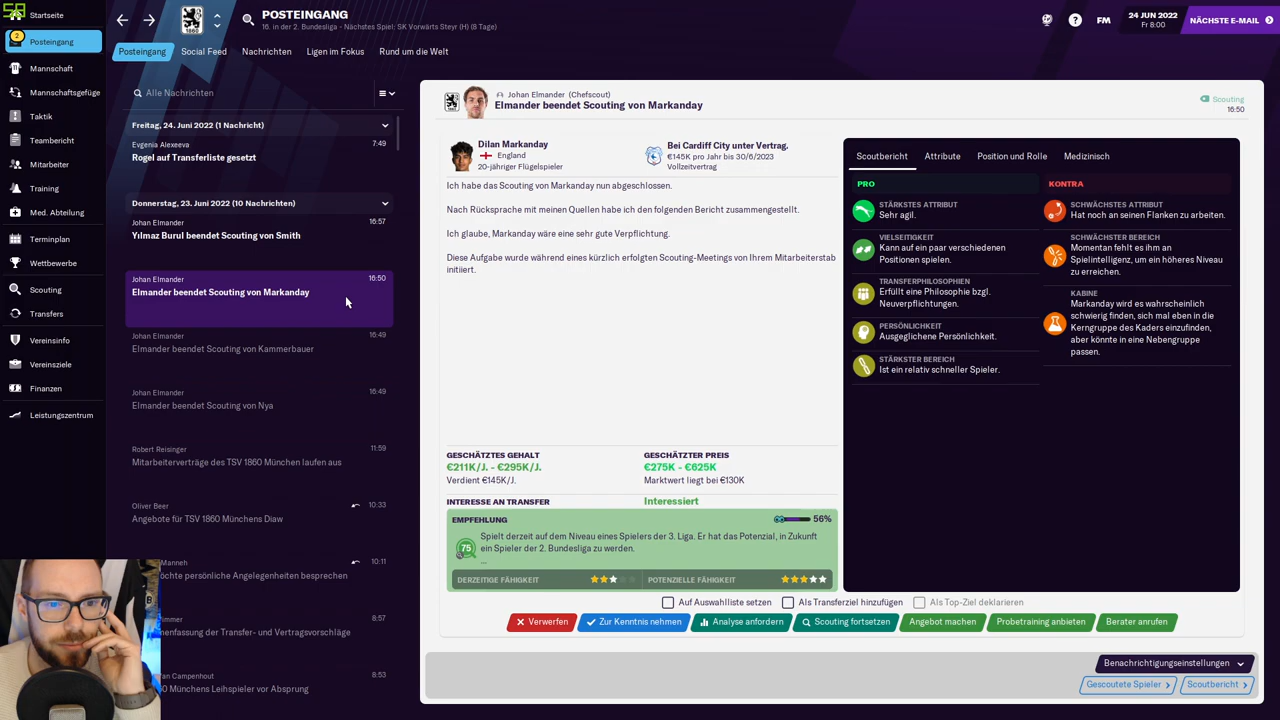 59
Startseite
2
Posteingang
Mannschaft
Mannschaftsgefüge
Taktik
Teambericht
Mitarbeiter
Training
Med. Abteilung
Terminplan
Wettbewerbe
Scouting
Transfers
Vereinsinfo
Vereinsziele
Finanzen
Leistungszentrum
POSTEINGANG
16. in der 2. Bundesliga - Nächstes Spiel: SK Vorwärts Steyr (H) (8 Tage)
FM
24 JUN 2022
Fr 8:00
NÄCHSTE E-MAIL
Posteingang
Social Feed
Nachrichten
Ligen im Fokus
Rund um die Welt
Alle Nachrichten
Freitag, 24. Juni 2022 (1 Nachricht)
Evgenia Alexeeva 7:49
Rogel auf Transferliste gesetzt
Donnerstag, 23. Juni 2022 (10 Nachrichten)
Johan Elmander 16:57
Yılmaz Burul beendet Scouting von Smith
Johan Elmander 16:50
Elmander beendet Scouting von Markanday
Johan Elmander 16:49
Elmander beendet Scouting von Kammerbauer
Johan Elmander 16:49
Elmander beendet Scouting von Nya
Robert Reisinger 11:59
Mitarbeiterverträge des TSV 1860 München laufen aus
Oliver Beer 10:33
Angebote für TSV 1860 Münchens Diaw
Manneh 10:11
öchte persönliche Angelegenheiten besprechen
immer 8:57
nfassung der Transfer- und Vertragsvorschläge
an Campenhout 8:53
0 Münchens Leihspieler vor Absprung
Johan Elmander (Chefscout)
Elmander beendet Scouting von Markanday
Scouting
16:50
Dilan Markanday
England
20-jähriger Flügelspieler
Bei Cardiff City unter Vertrag.
€145K pro Jahr bis 30/6/2023
Vollzeitvertrag
Ich habe das Scouting von Markanday nun abgeschlossen.
Nach Rücksprache mit meinen Quellen habe ich den folgenden Bericht zusammengestellt.
Ich glaube, Markanday wäre eine sehr gute Verpflichtung.
Diese Aufgabe wurde während eines kürzlich erfolgten Scouting-Meetings von Ihrem Mitarbeiterstab
initiiert.
GESCHÄTZTES GEHALT
€211K/J. - €295K/J.
Verdient €145K/J.
GESCHÄTZTER PREIS
€275K - €625K
Marktwert liegt bei €130K
INTERESSE AN TRANSFER Interessiert
EMPFEHLUNG 56%
75
Spielt derzeit auf dem Niveau eines Spielers der 3. Liga. Er hat das Potenzial, in Zukunft
ein Spieler der 2. Bundesliga zu werden.
...
DERZEITIGE FÄHIGKEIT
POTENZIELLE FÄHIGKEIT
Scoutbericht
Attribute
Position und Rolle
Medizinisch
PRO
STÄRKSTES ATTRIBUT
Sehr agil.
VIELSEITIGKEIT
Kann auf ein paar verschiedenen
Positionen spielen.
TRANSFERPHILOSOPHIEN
Erfüllt eine Philosophie bzgl.
Neuverpflichtungen.
PERSÖNLICHKEIT
Ausgeglichene Persönlichkeit.
STÄRKSTER BEREICH
Ist ein relativ schneller Spieler.
KONTRA
SCHWÄCHSTES ATTRIBUT
Hat noch an seinen Flanken zu arbeiten.
SCHWÄCHSTER BEREICH
Momentan fehlt es ihm an
Spielintelligenz, um ein höheres Niveau
zu erreichen.
KABINE
Markanday wird es wahrscheinlich
schwierig finden, sich mal eben in die
Kerngruppe des Kaders einzufinden,
aber könnte in eine Nebengruppe
passen.
Auf Auswahlliste setzen
Als Transferziel hinzufügen
Als Top-Ziel deklarieren
Verwerfen
Zur Kenntnis nehmen
Analyse anfordern
Scouting fortsetzen
Angebot machen
Probetraining anbieten
Berater anrufen
Benachrichtigungseinstellungen
Gescoutete Spieler
Scoutbericht